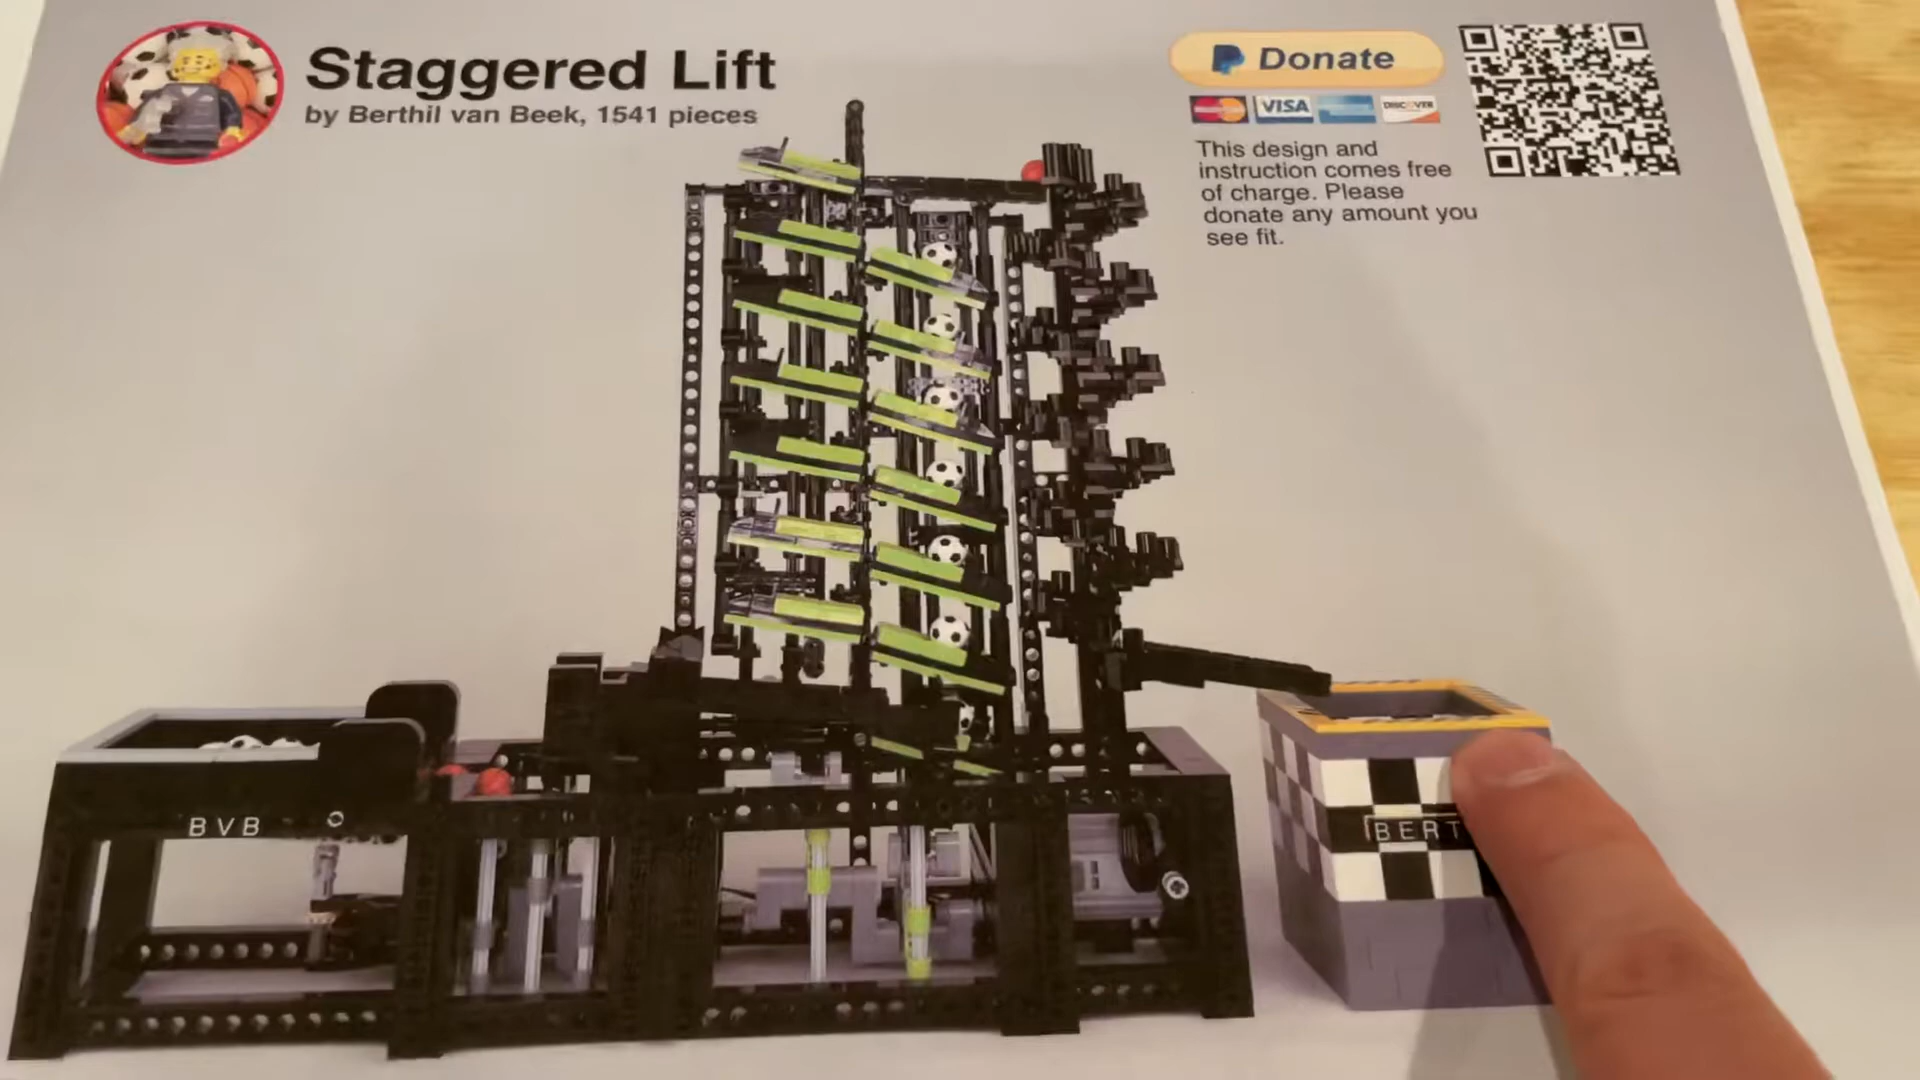 Staggered Lift
by Berthil van Beek, 1541 pieces
Donate
VISA
DISCOVER
This design and
instruction comes free
of charge. Please
donate any amount you
see fit.
BVB
BERT